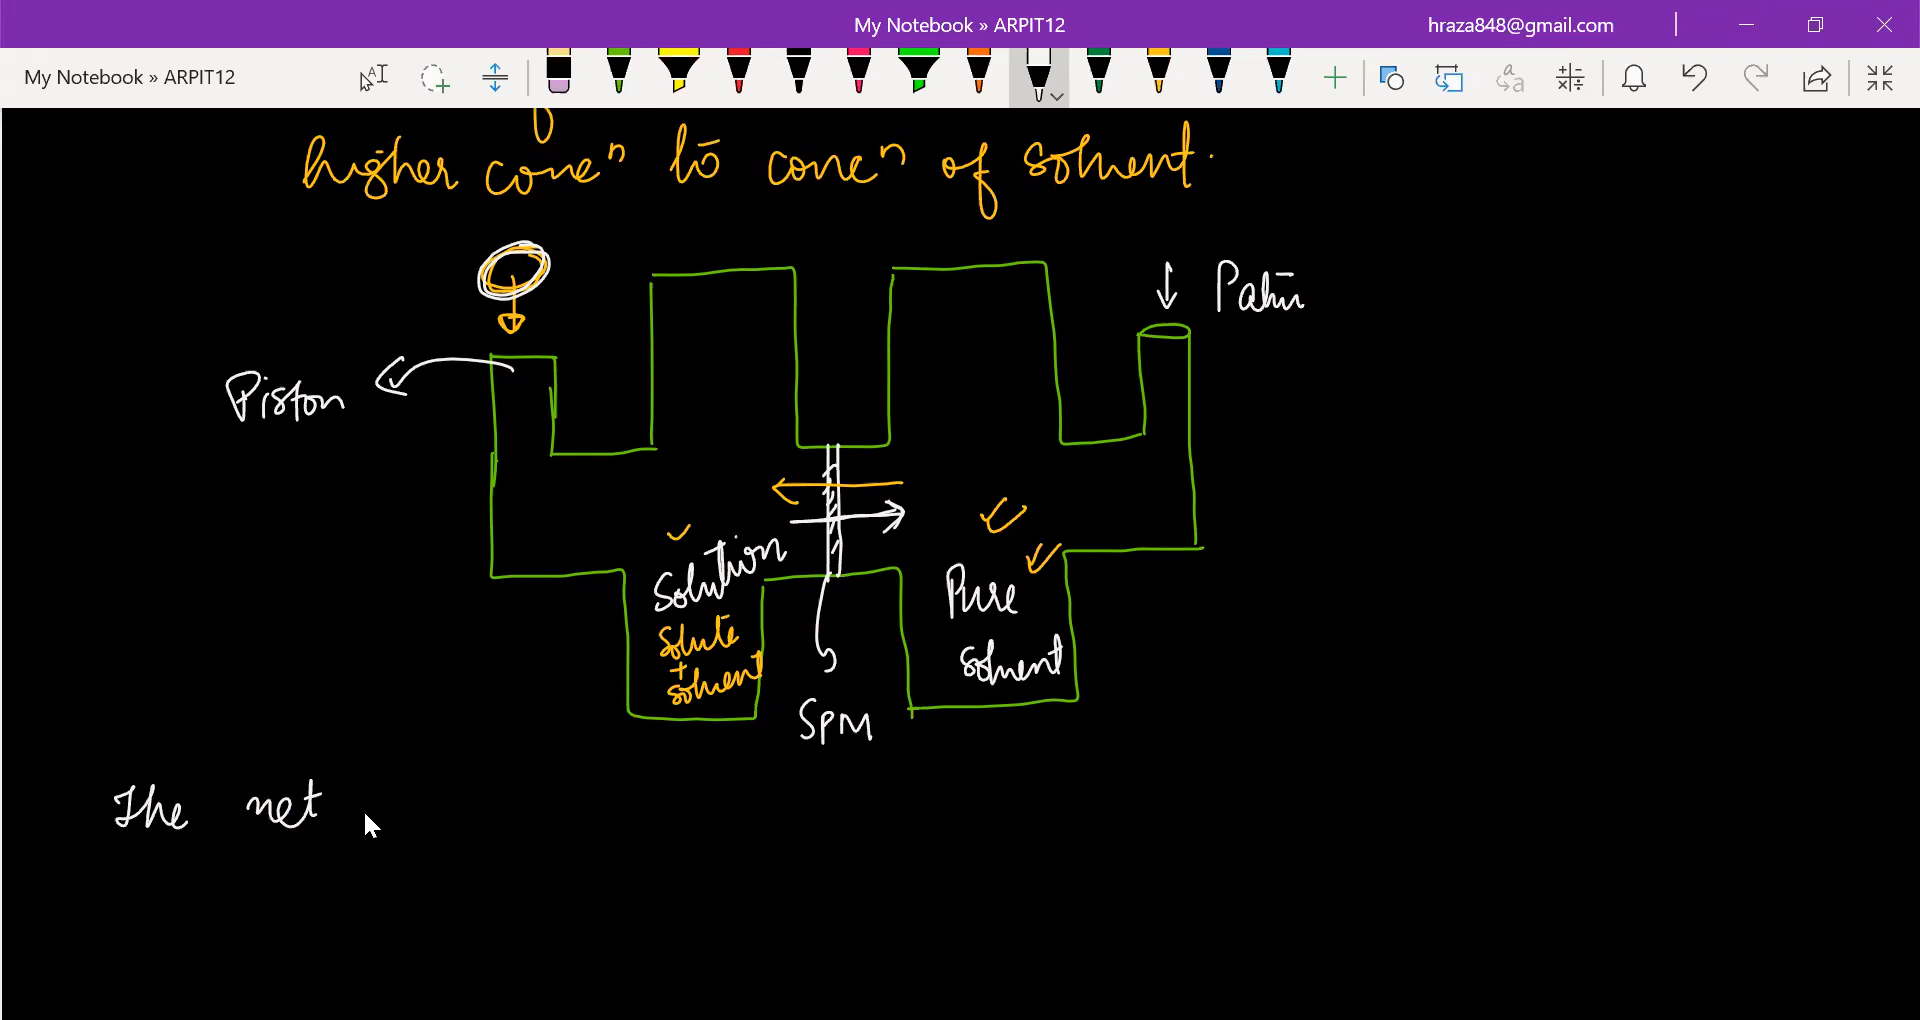 My Notebook » ARPIT12
hraza848@gmail.com
My Notebook » ARPIT12
higher concⁿ to concⁿ of solvent.
Patm
Piston
Solution
solute
+
solvent
Pure
solvent
SPM
The net